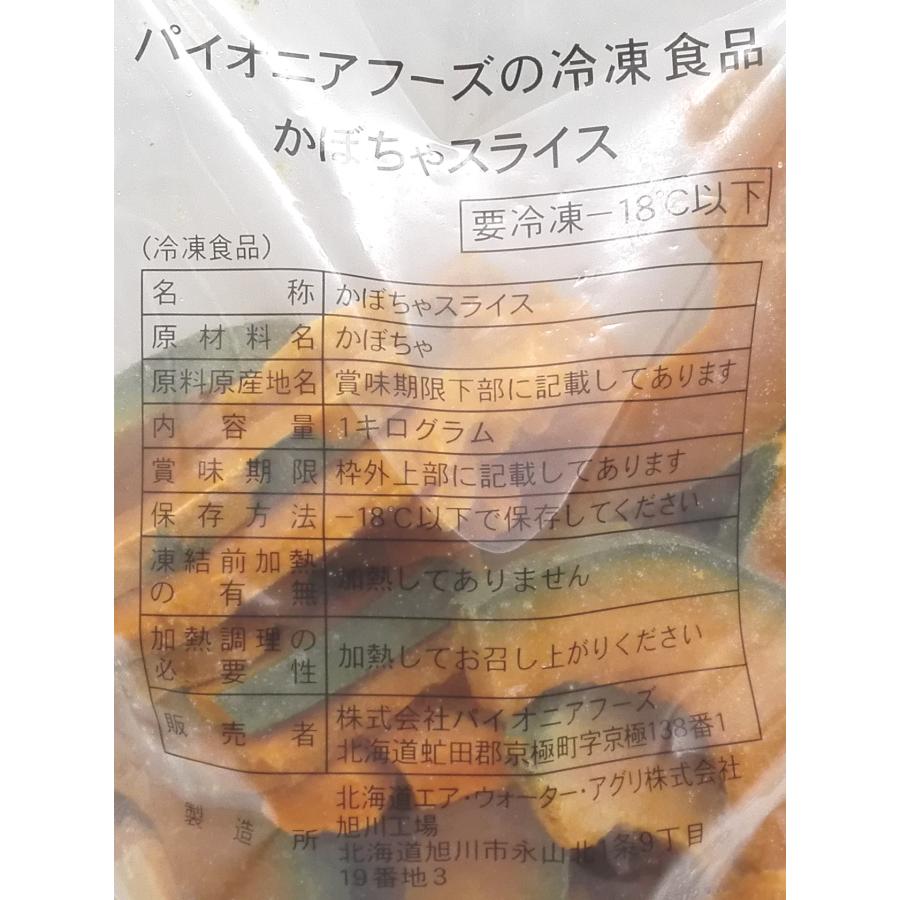 パイオニアフーズの冷凍食品
かぼちゃスライス
要冷凍−18℃以下
(冷凍食品)
名称 かぼちゃスライス
原材料名 かぼちゃ
原料原産地名 賞味期限下部に記載してあります
内容量 1キログラム
賞味期限 枠外上部に記載してあります
保存方法 −18℃以下で保存してください
凍結前加熱の有無 加熱してありません
加熱調理の必要性 加熱してお召し上がりください
販売者 株式会社パイオニアフーズ
北海道虻田郡京極町字京極138番1
製造所 北海道エア・ウォーター・アグリ株式会社
旭川工場
北海道旭川市永山北1条9丁目
19番地3